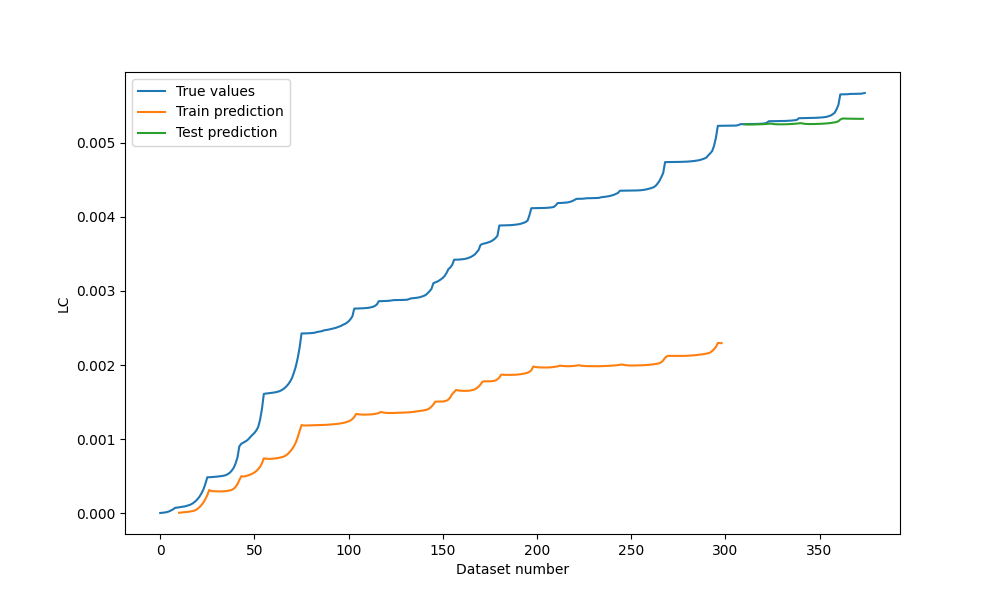 True values
Train prediction
Test prediction
0.005
0.004
0.003
0.002
0.001
0.000
LC
0 50 100 150 200 250 300 350
Dataset number